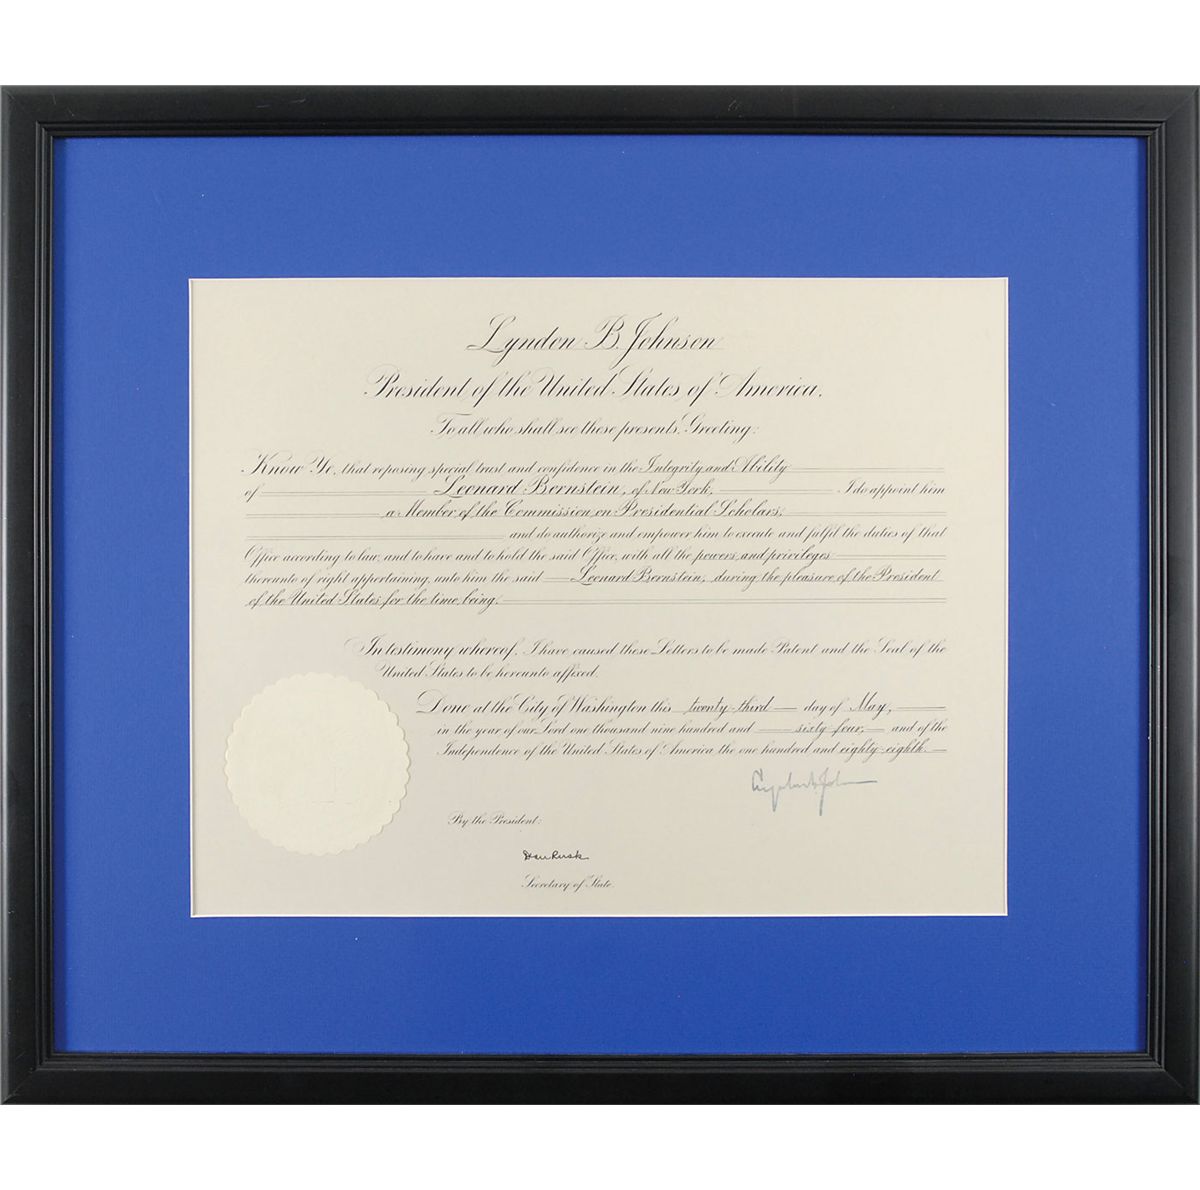 Lyndon B. Johnson
President of the United States of America.
To all who shall see these presents, Greeting:
Know Ye, that reposing special trust and confidence in the Integrity and Ability
of Leonard Bernstein, of New York, I do appoint him
a Member of the Commission on Presidential Scholars,
and do authorize and empower him to execute and fulfil the duties of that
Office according to law, and to have and to hold the said Office, with all the powers and privileges
thereunto of right appertaining, unto him the said Leonard Bernstein, during the pleasure of the President
of the United States for the time being.
In testimony whereof, I have caused these Letters to be made Patent and the Seal of the
United States to be hereunto affixed.
Done at the City of Washington this twenty-third day of May,
in the year of our Lord one thousand nine hundred and sixty-four, and of the
Independence of the United States of America the one hundred and eighty-eighth.
Lyndon B. Johnson
By the President:
Dean Rusk
Secretary of State.